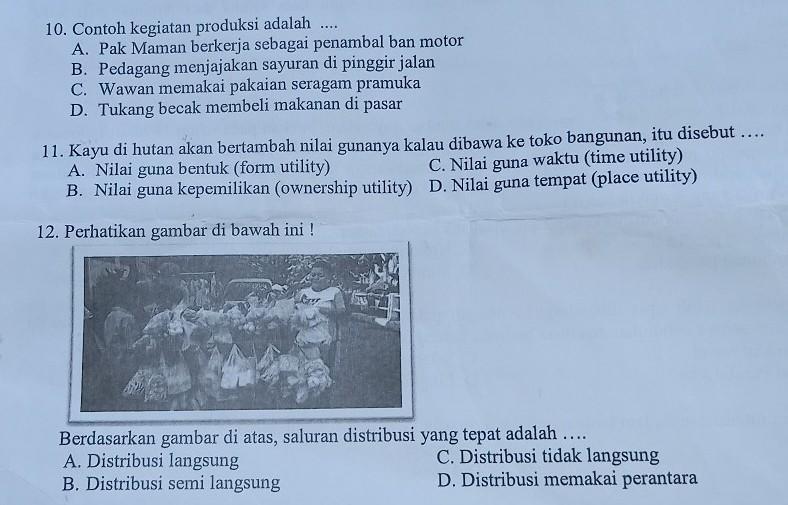 10. Contoh kegiatan produksi adalah ....
A. Pak Maman berkerja sebagai penambal ban motor
B. Pedagang menjajakan sayuran di pinggir jalan
C. Wawan memakai pakaian seragam pramuka
D. Tukang becak membeli makanan di pasar
11. Kayu di hutan akan bertambah nilai gunanya kalau dibawa ke toko bangunan, itu disebut ....
A. Nilai guna bentuk (form utility) C. Nilai guna waktu (time utility)
B. Nilai guna kepemilikan (ownership utility) D. Nilai guna tempat (place utility)
12. Perhatikan gambar di bawah ini !
Berdasarkan gambar di atas, saluran distribusi yang tepat adalah ....
A. Distribusi langsung C. Distribusi tidak langsung
B. Distribusi semi langsung D. Distribusi memakai perantara